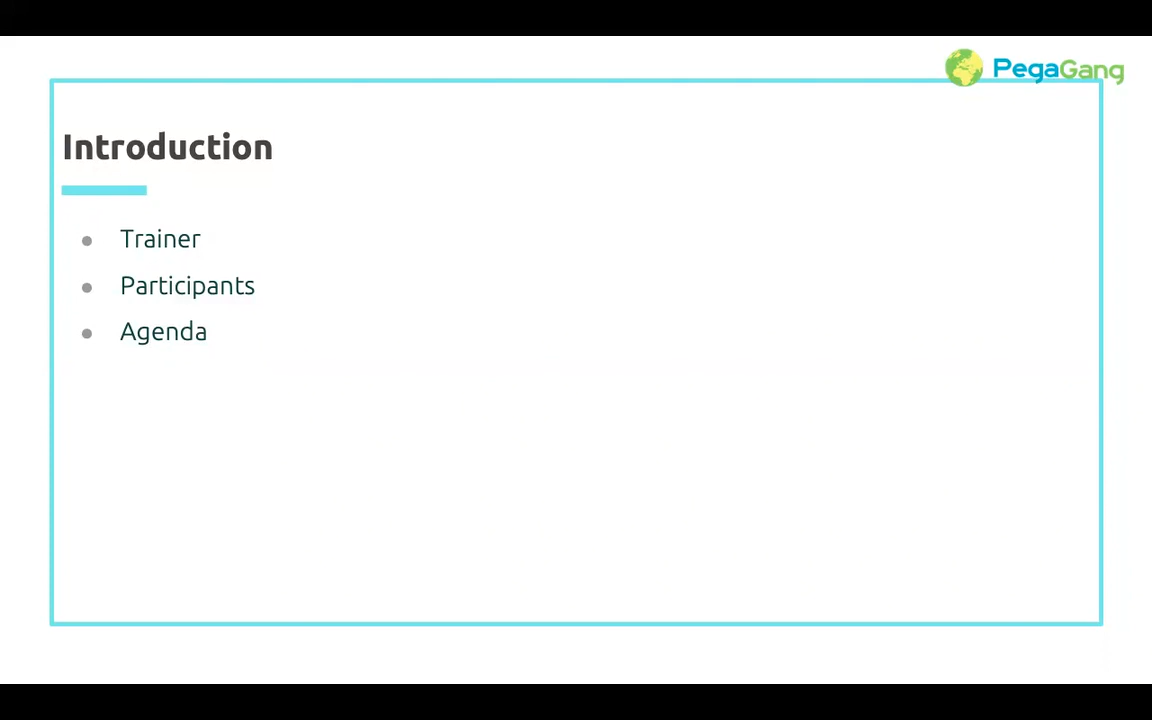 PegaGang
Introduction
Trainer
Participants
Agenda